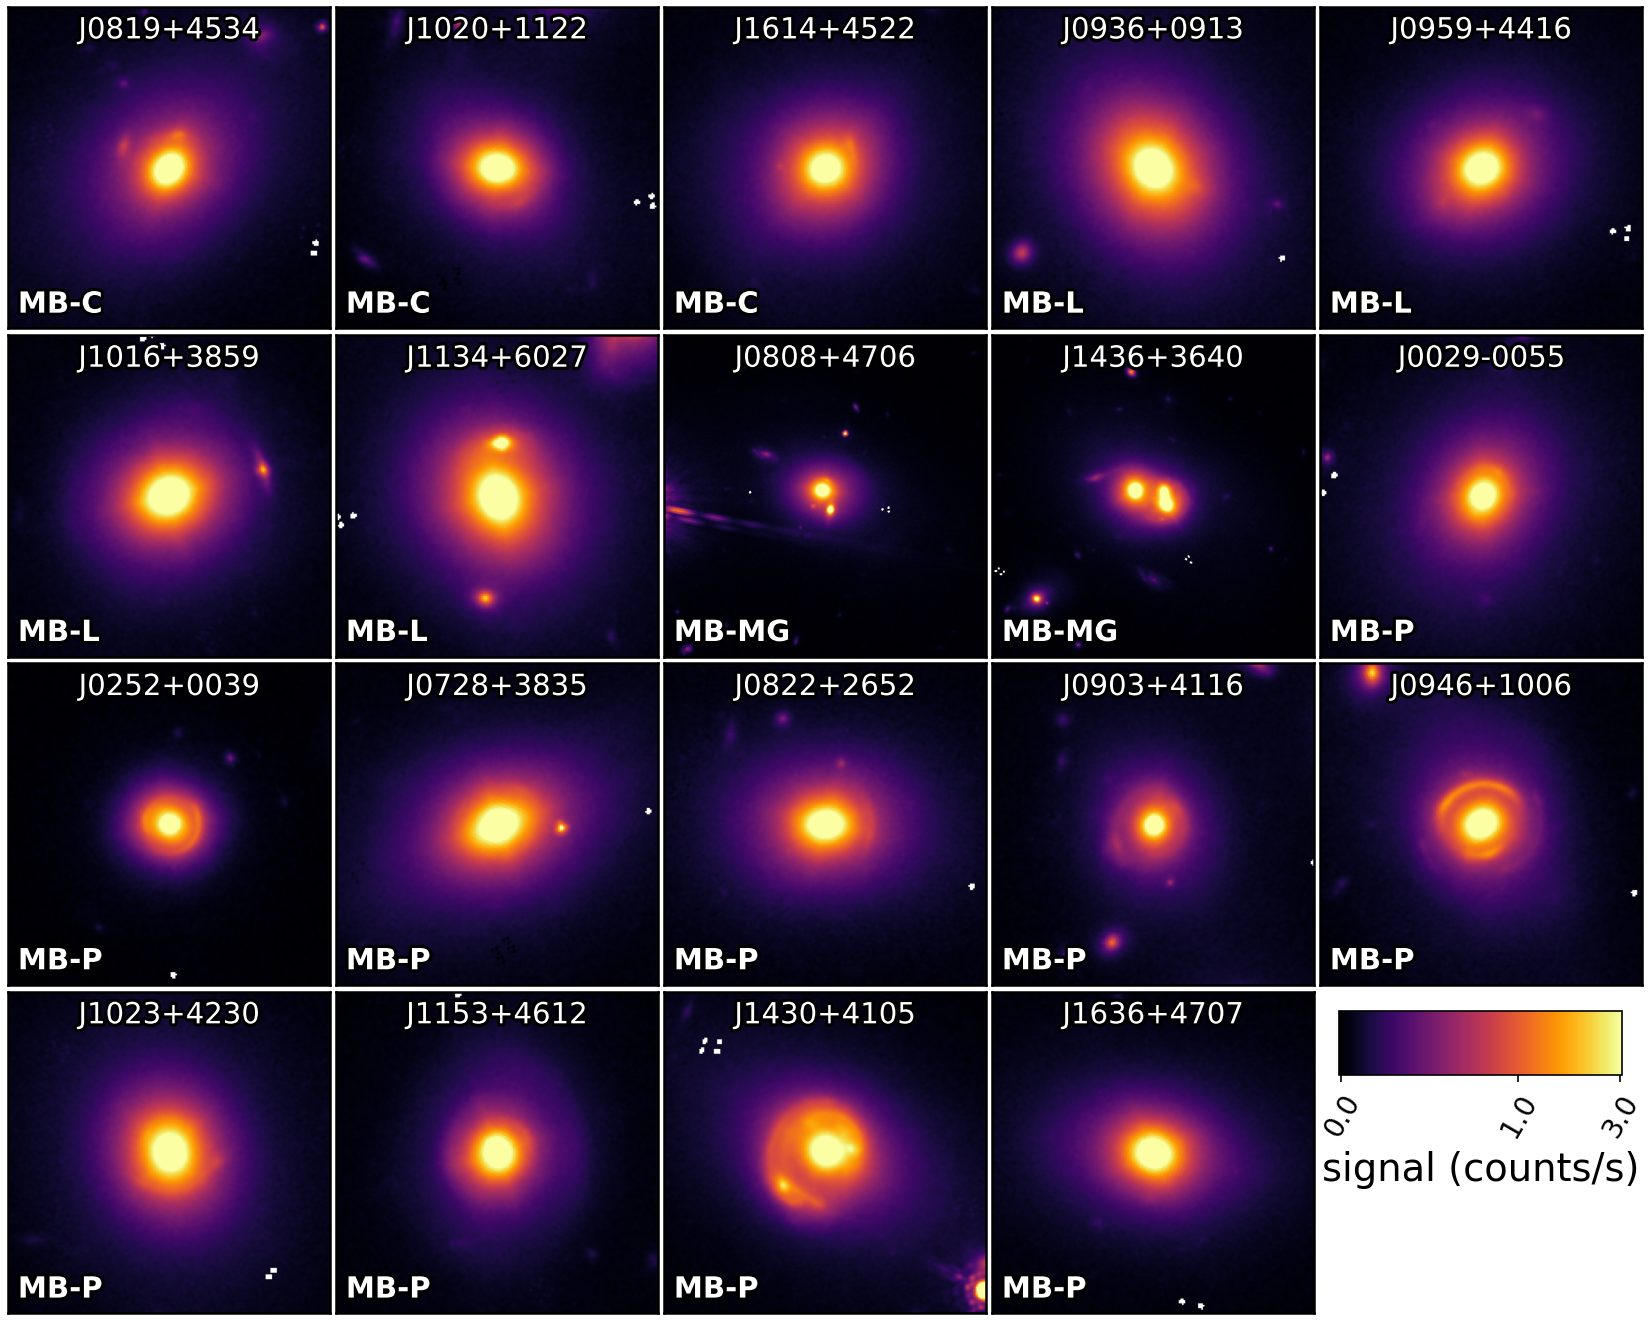 J0819+4534
J1020+1122
J1614+4522
J0936+0913
J0959+4416
MB-C
MB-C
MB-C
MB-L
MB-L
J1016+3859
J1134+6027
J0808+4706
J1436+3640
J0029-0055
MB-L
MB-L
MB-MG
MB-MG
MB-P
J0252+0039
J0728+3835
J0822+2652
J0903+4116
J0946+1006
MB-P
MB-P
MB-P
MB-P
MB-P
J1023+4230
J1153+4612
J1430+4105
J1636+4707
0.0
1.0
3.0
signal (counts/s)
MB-P
MB-P
MB-P
MB-P